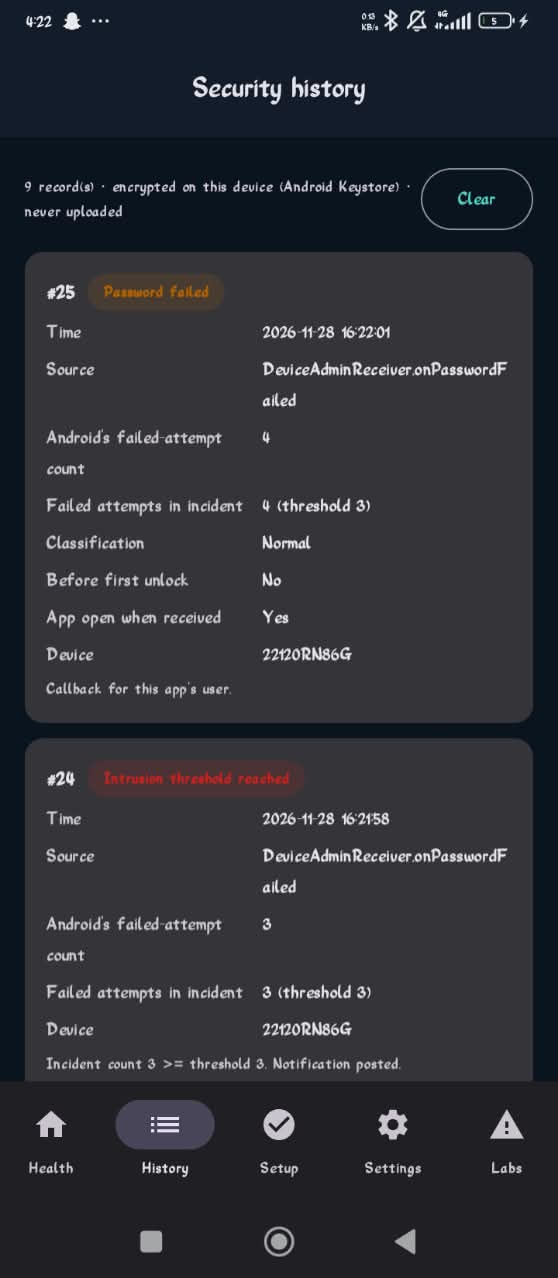 4:22
0.13
KB/s
4G
5
Security history
9 record(s) · encrypted on this device (Android Keystore) ·
never uploaded
Clear
#25 Password failed
Time 2026-11-28 16:22:01
Source DeviceAdminReceiver.onPasswordF
ailed
Android's failed-attempt 4
count
Failed attempts in incident 4 (threshold 3)
Classification Normal
Before first unlock No
App open when received Yes
Device 22120RN86G
Callback for this app's user.
#24 Intrusion threshold reached
Time 2026-11-28 16:21:58
Source DeviceAdminReceiver.onPasswordF
ailed
Android's failed-attempt 3
count
Failed attempts in incident 3 (threshold 3)
Device 22120RN86G
Incident count 3 >= threshold 3. Notification posted.
Health History Setup Settings Labs